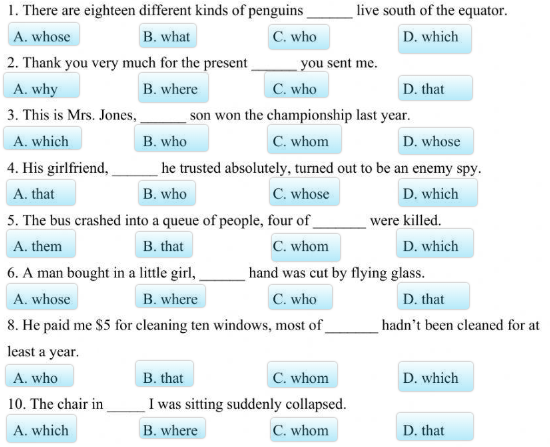 1. There are eighteen different kinds of penguins ______ live south of the equator.
A. whose B. what C. who D. which
2. Thank you very much for the present ______ you sent me.
A. why B. where C. who D. that
3. This is Mrs. Jones, ______ son won the championship last year.
A. which B. who C. whom D. whose
4. His girlfriend, ______ he trusted absolutely, turned out to be an enemy spy.
A. that B. who C. whose D. which
5. The bus crashed into a queue of people, four of _______ were killed.
A. them B. that C. whom D. which
6. A man bought in a little girl, ______ hand was cut by flying glass.
A. whose B. where C. who D. that
8. He paid me $5 for cleaning ten windows, most of _______ hadn't been cleaned for at
least a year.
A. who B. that C. whom D. which
10. The chair in _____ I was sitting suddenly collapsed.
A. which B. where C. whom D. that